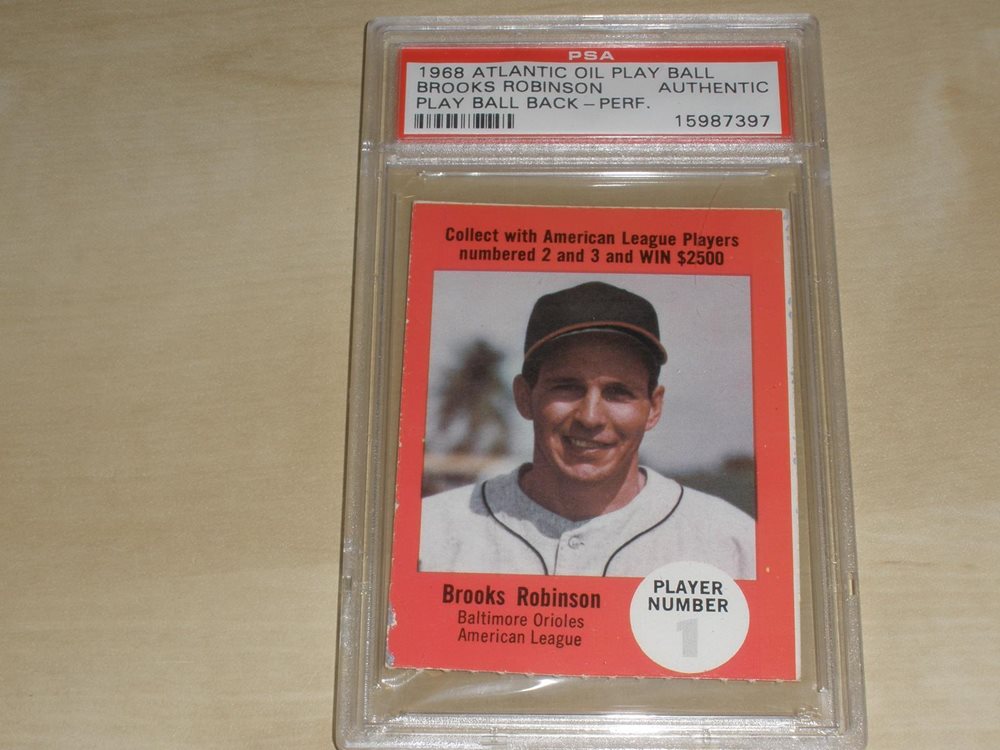 PSA
1968 ATLANTIC OIL PLAY BALL
BROOKS ROBINSON AUTHENTIC
PLAY BALL BACK – PERF.
15987397
Collect with American League Players
numbered 2 and 3 and WIN $2500
Brooks Robinson
Baltimore Orioles
American League
PLAYER
NUMBER
1